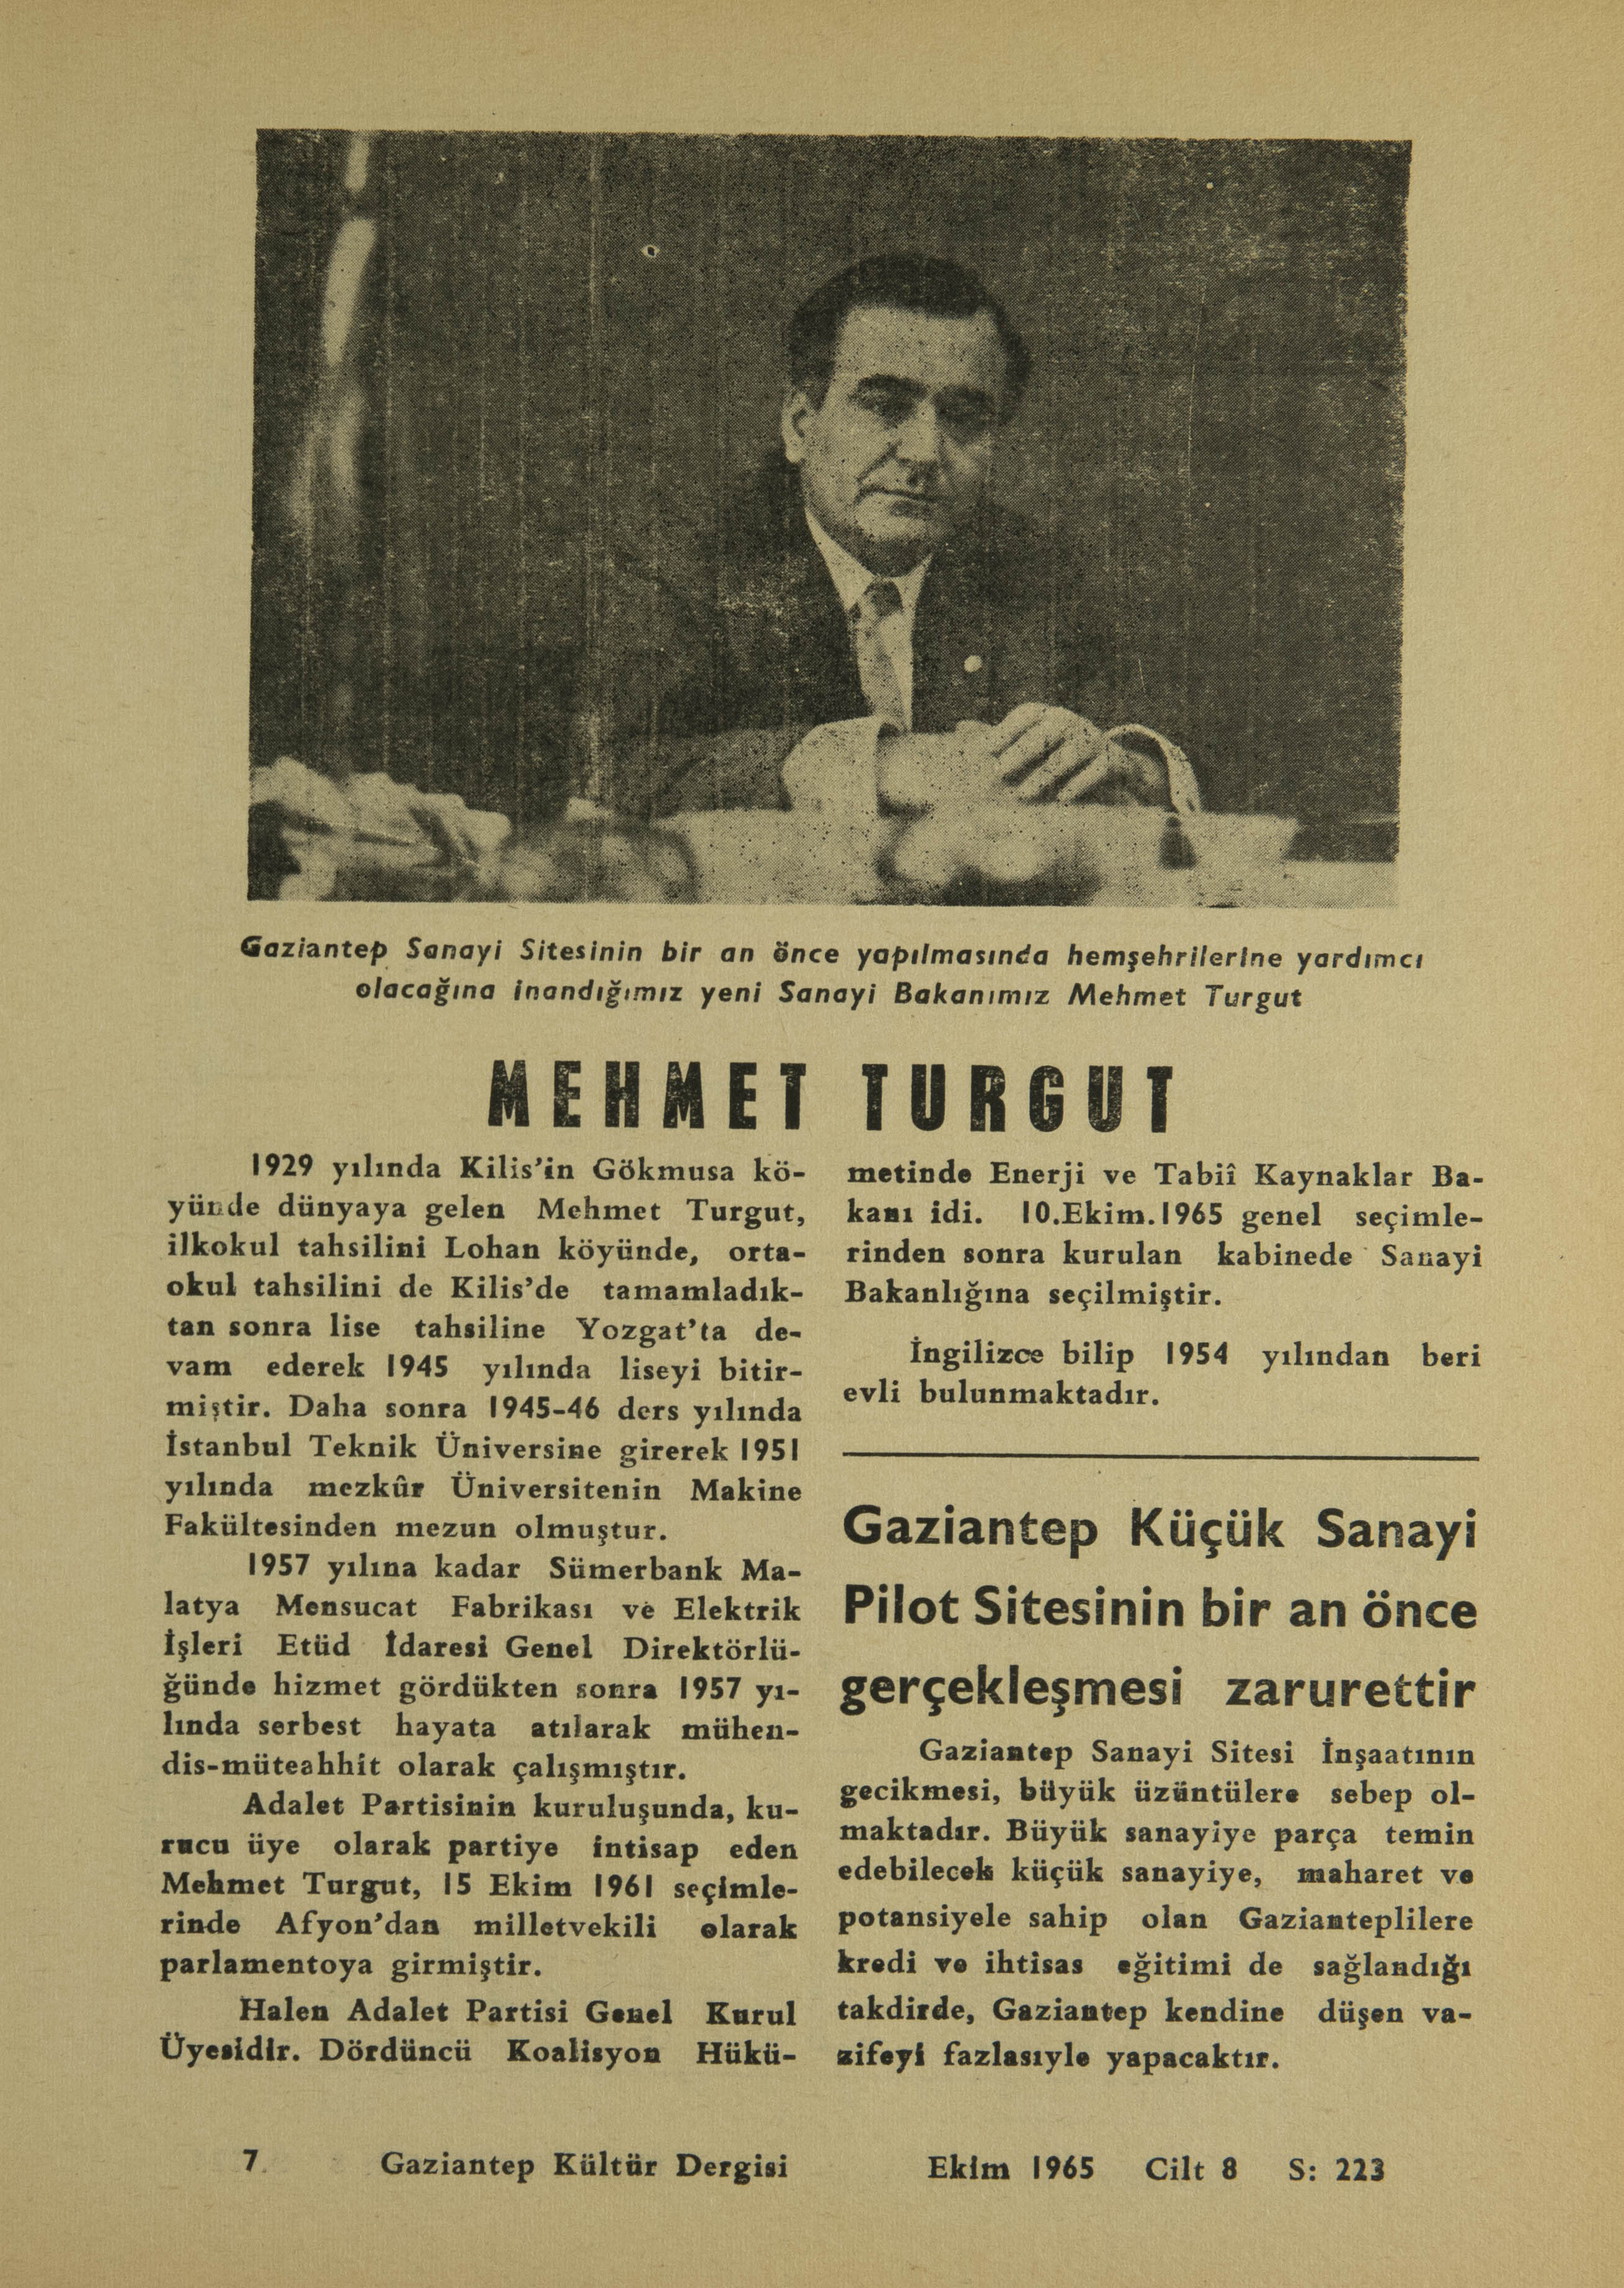 Gaziantep Sanayi Sitesinin bir an önce yapılmasında hemşehrilerine yardımcı
olacağına inandığımız yeni Sanayi Bakanımız Mehmet Turgut
MEHMET TURGUT
1929 yılında Kilis'in Gökmusa kö-
yünde dünyaya gelen Mehmet Turgut,
ilkokul tahsilini Lohan köyünde, orta-
okul tahsilini de Kilis'de tamamladık-
tan sonra lise tahsiline Yozgat'ta de-
vam ederek 1945 yılında liseyi bitir-
miştir. Daha sonra 1945-46 ders yılında
İstanbul Teknik Üniversine girerek 1951
yılında mezkûr Üniversitenin Makine
Fakültesinden mezun olmuştur.
1957 yılına kadar Sümerbank Ma-
latya Mensucat Fabrikası ve Elektrik
İşleri Etüd İdaresi Genel Direktörlü-
ğünde hizmet gördükten sonra 1957 yı-
lında serbest hayata atılarak mühen-
dis-müteahhit olarak çalışmıştır.
Adalet Partisinin kuruluşunda, ku-
rucu üye olarak partiye intisap eden
Mehmet Turgut, 15 Ekim 1961 seçimle-
rinde Afyon'dan milletvekili olarak
parlamentoya girmiştir.
Halen Adalet Partisi Genel Kurul
Üyesidir. Dördüncü Koalisyon Hükü-
metinde Enerji ve Tabiî Kaynaklar Ba-
kanı idi. 10.Ekim.1965 genel seçimle-
rinden sonra kurulan kabinede Sanayi
Bakanlığına seçilmiştir.
İngilizce bilip 1954 yılından beri
evli bulunmaktadır.
Gaziantep Küçük Sanayi
Pilot Sitesinin bir an önce
gerçekleşmesi zarurettir
Gaziantep Sanayi Sitesi İnşaatının
gecikmesi, büyük üzüntülere sebep ol-
maktadır. Büyük sanayiye parça temin
edebilecek küçük sanayiye, maharet ve
potansiyele sahip olan Gazianteplilere
kredi ve ihtisas eğitimi de sağlandığı
takdirde, Gaziantep kendine düşen va-
zifeyi fazlasıyle yapacaktır.
7 Gaziantep Kültür Dergisi Ekim 1965 Cilt 8 S: 223